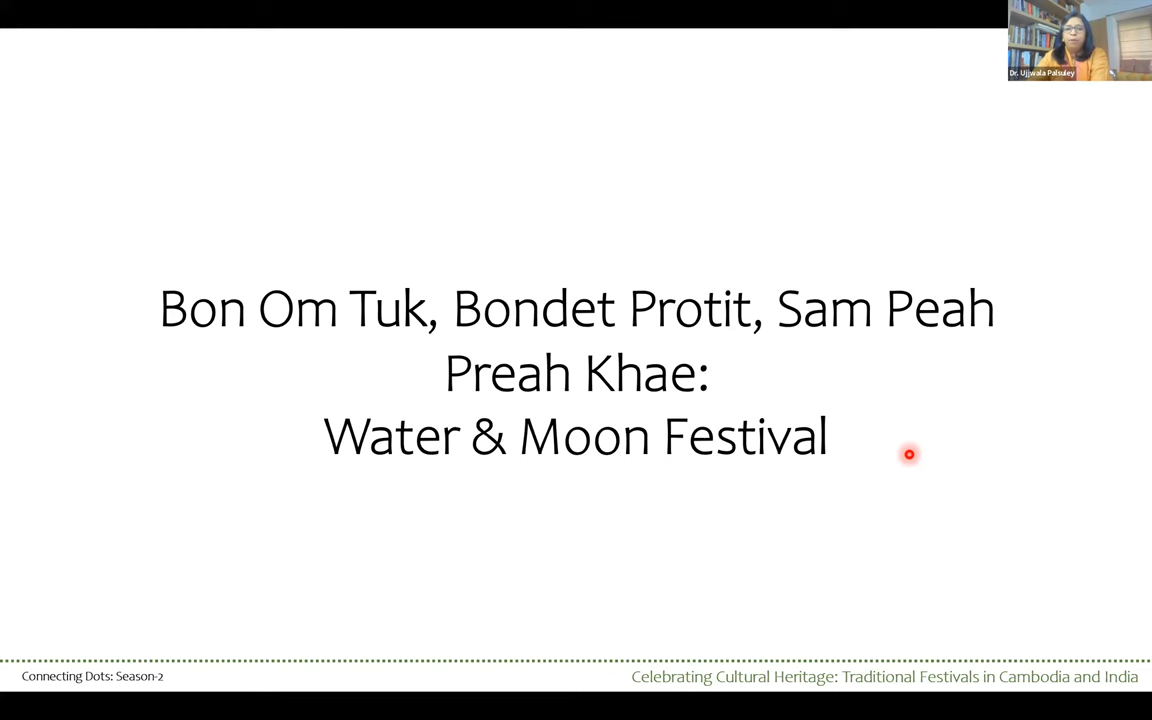 Dr. Ujjwala Palsuley
Bon Om Tuk, Bondet Protit, Sam Peah
Preah Khae:
Water & Moon Festival
Connecting Dots: Season-2
Celebrating Cultural Heritage: Traditional Festivals in Cambodia and India